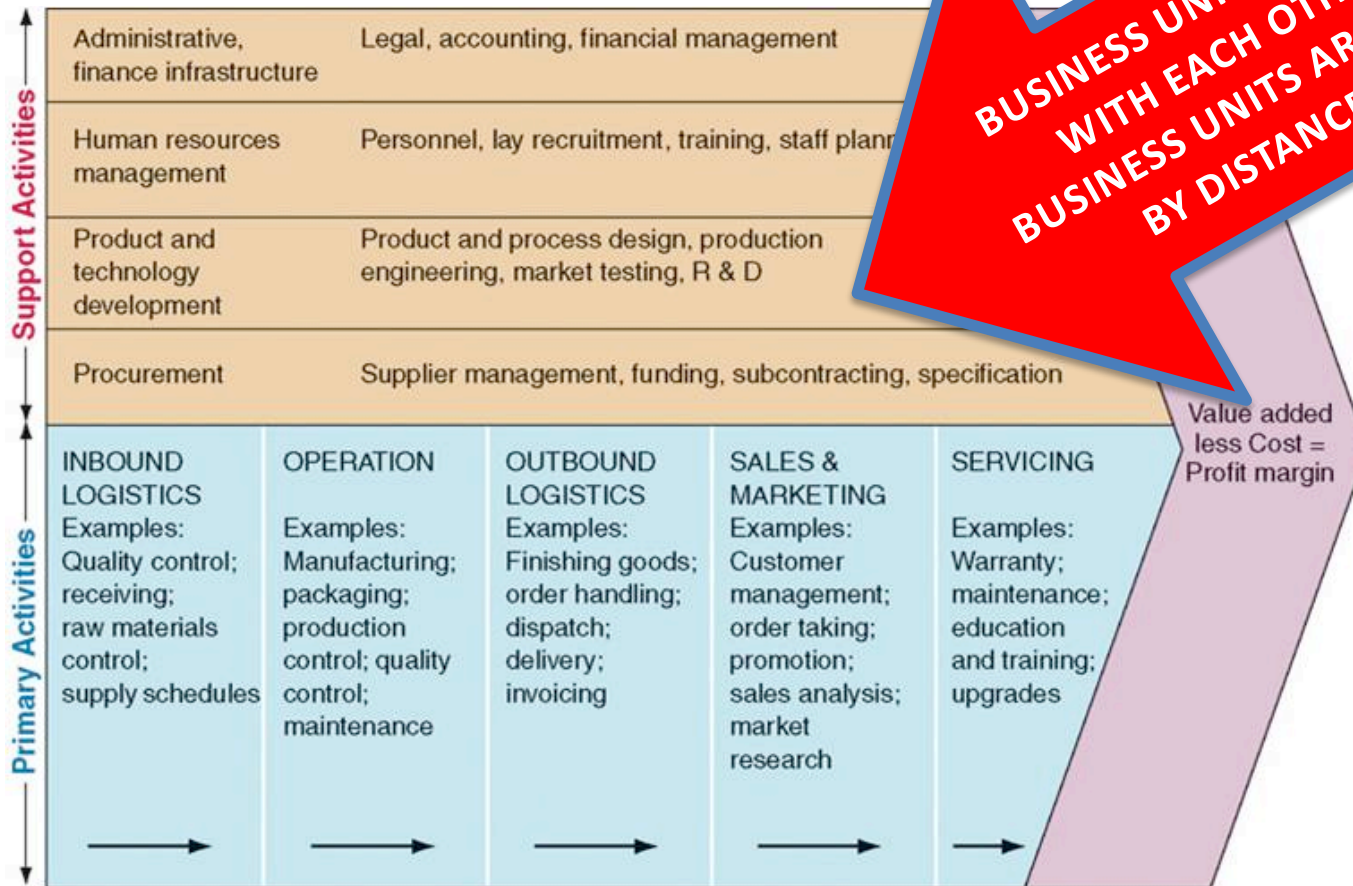 Support Activities
Administrative,
finance infrastructure
Legal, accounting, financial management
Human resources
management
Personnel, lay recruitment, training, staff
Product and
technology
development
Product and process design, production
engineering, market testing, R & D
Procurement
Supplier management, funding, subcontracting, specification
BUSINESS
WITH EACH
BUSINESS UNITS
BY DISTANCE
Value added
less Cost =
Profit margin
Primary Activities
INBOUND
LOGISTICS
Examples:
Quality control;
receiving;
raw materials
control;
supply schedules
OPERATION
Examples:
Manufacturing;
packaging;
production
control; quality
control;
maintenance
OUTBOUND
LOGISTICS
Examples:
Finishing goods;
order handling;
dispatch;
delivery;
invoicing
SALES &
MARKETING
Examples:
Customer
management;
order taking;
promotion;
sales analysis;
market
research
SERVICING
Examples:
Warranty;
maintenance;
education
and training;
upgrades